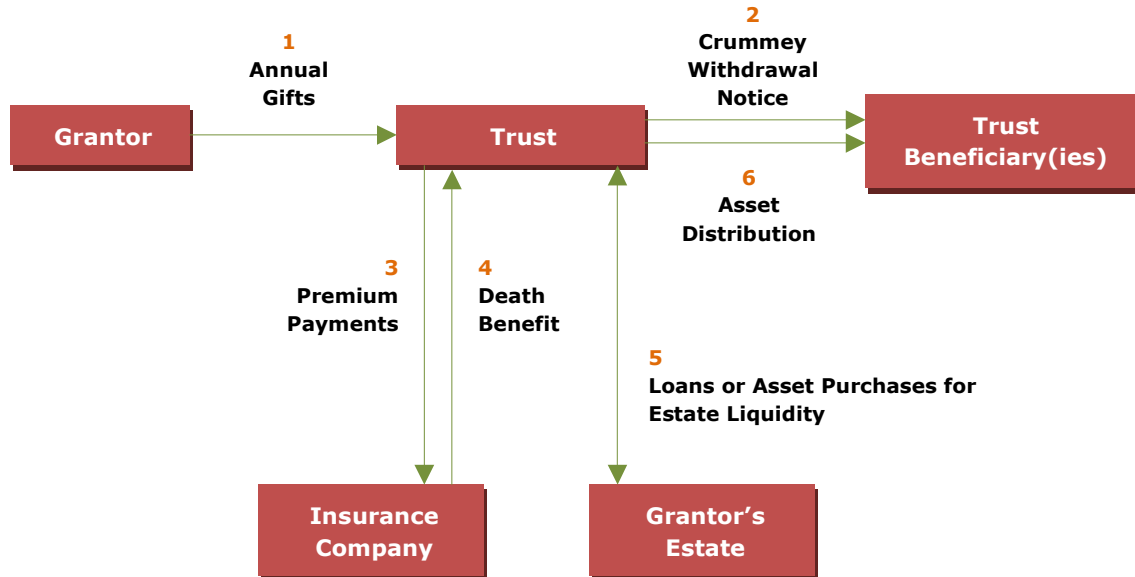 1
Annual
Gifts
2
Crummey
Withdrawal
Notice
Grantor
Trust
Trust
Beneficiary(ies)
6
Asset
Distribution
3
Premium
Payments
4
Death
Benefit
5
Loans or Asset Purchases for
Estate Liquidity
Insurance
Company
Grantor’s
Estate